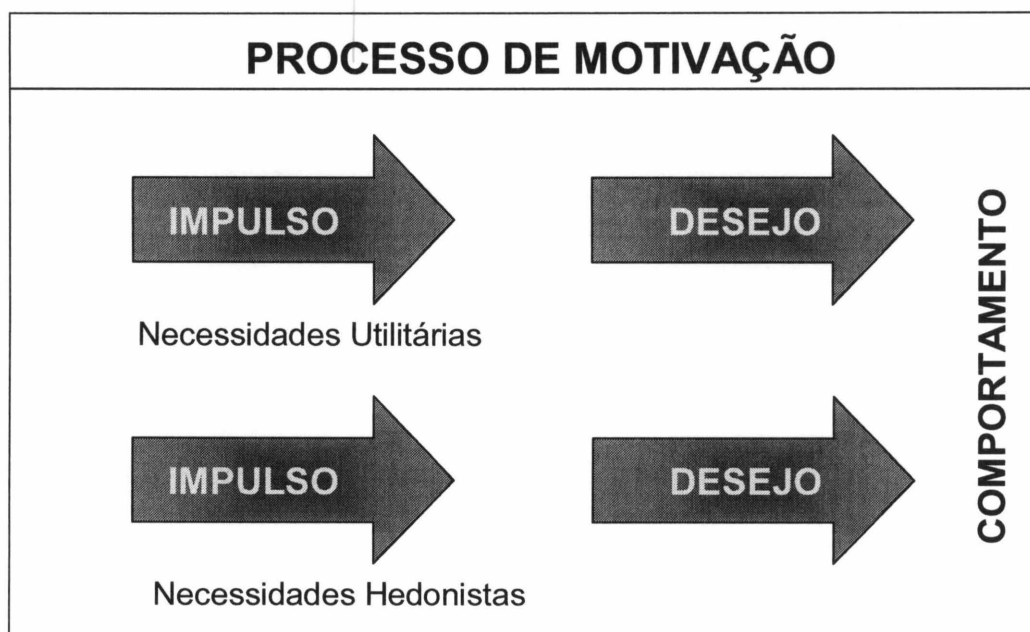 PROCESSO DE MOTIVAÇÃO
IMPULSO
DESEJO
Necessidades Utilitárias
IMPULSO
DESEJO
Necessidades Hedonistas
COMPORTAMENTO